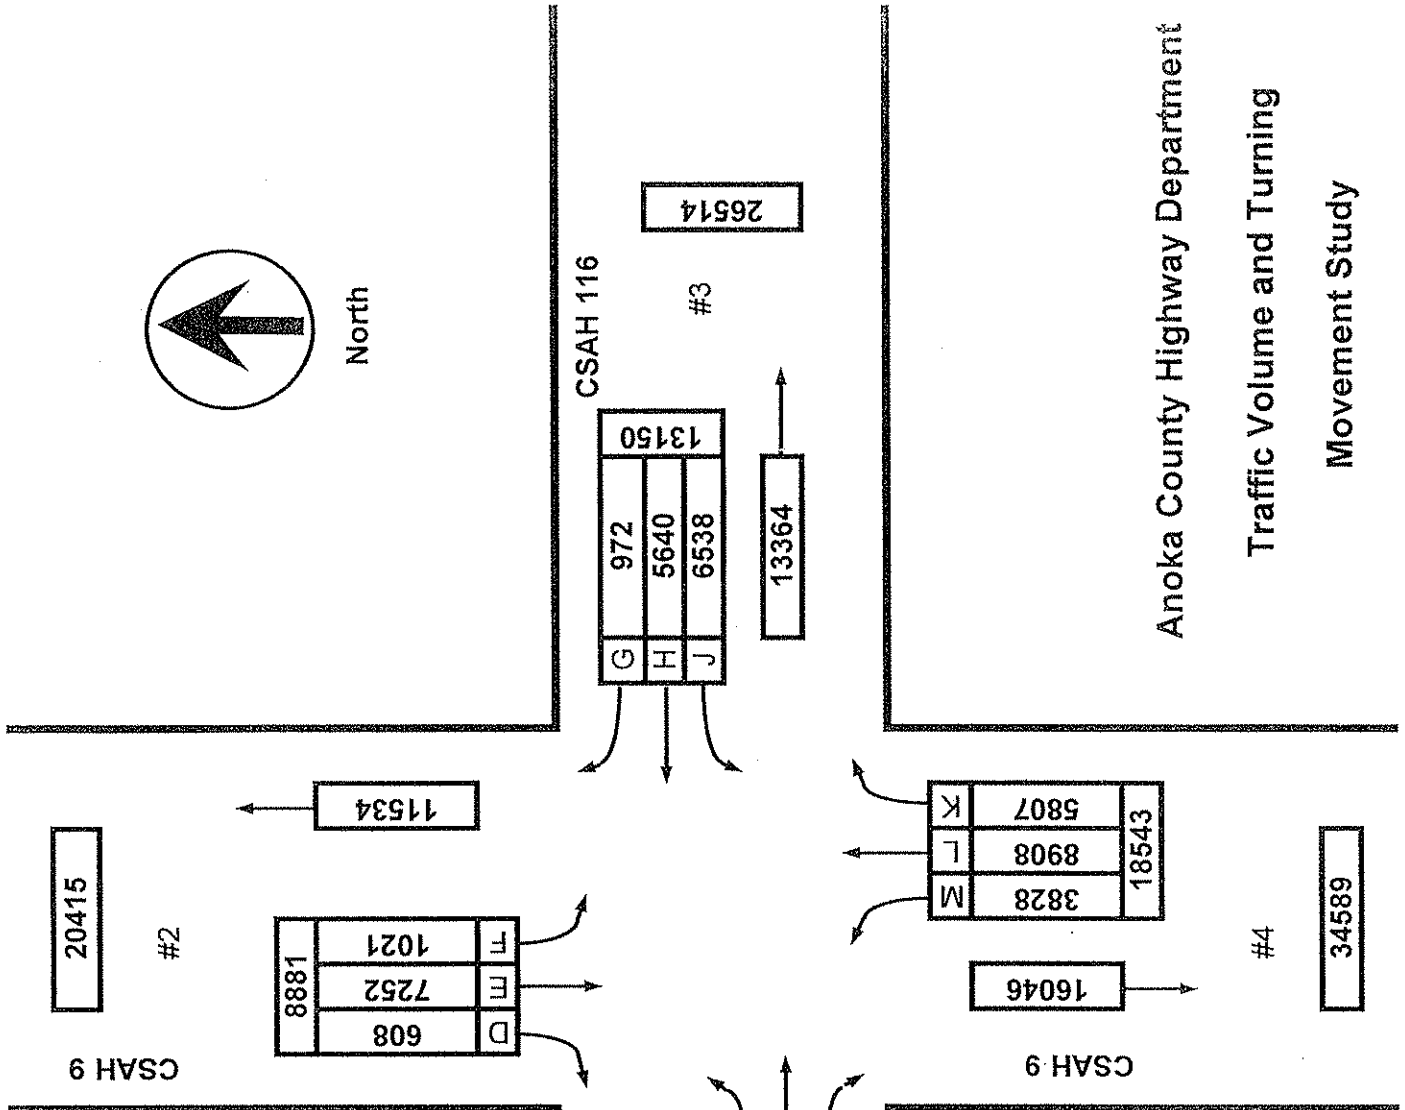 North
CSAH 9
20415
#2
8881
608 7252 1021
D E F
11534
CSAH 116
#3
26514
G 972
H 5640
J 6538
13150
13364
M L K
3828 8908 5807
18543
16046
#4
34589
CSAH 9
Anoka County Highway Department
Traffic Volume and Turning
Movement Study